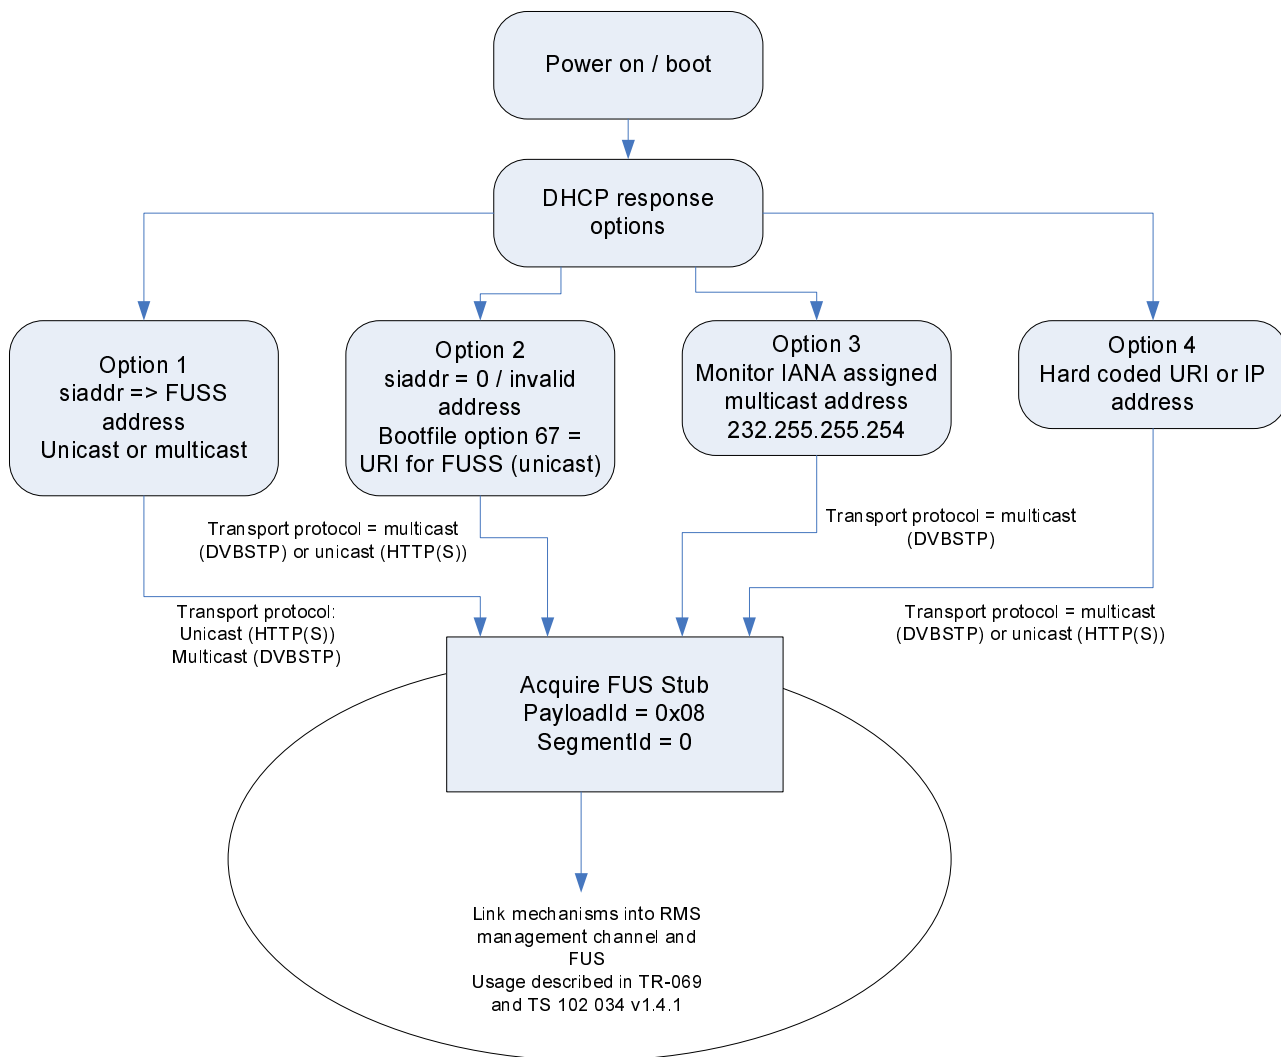 Power on / boot
DHCP response
options
Option 1
siaddr => FUSS
address
Unicast or multicast
Option 2
siaddr = 0 / invalid
address
Bootfile option 67 =
URI for FUSS (unicast)
Option 3
Monitor IANA assigned
multicast address
232.255.255.254
Option 4
Hard coded URI or IP
address
Transport protocol = multicast
(DVBSTP) or unicast (HTTP(S))
Transport protocol = multicast
(DVBSTP)
Transport protocol:
Unicast (HTTP(S))
Multicast (DVBSTP)
Transport protocol = multicast
(DVBSTP) or unicast (HTTP(S))
Acquire FUS Stub
PayloadId = 0x08
SegmentId = 0
Link mechanisms into RMS
management channel and
FUS
Usage described in TR-069
and TS 102 034 v1.4.1